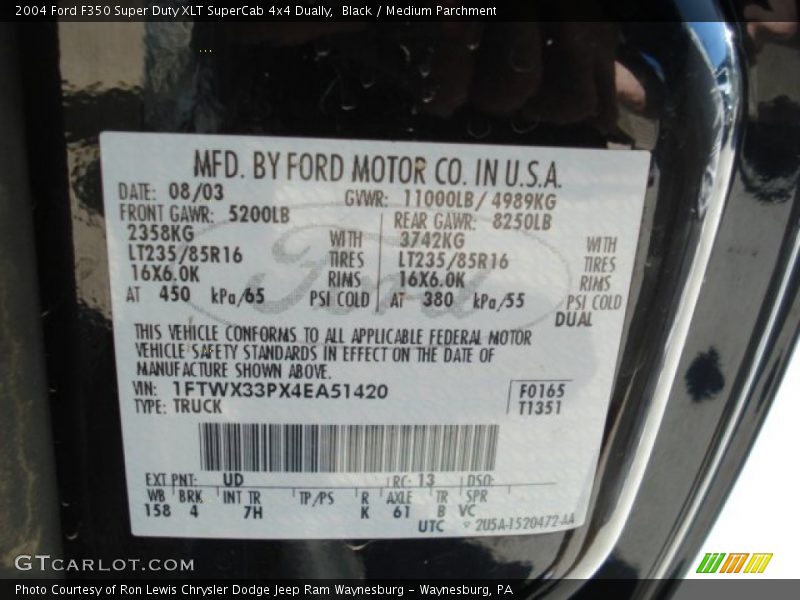 2004 Ford F350 Super Duty XLT SuperCab 4x4 Dually, Black / Medium Parchment
MFD. BY FORD MOTOR CO. IN U.S.A.
DATE: 08/03 GVWR: 11000LB/ 4989KG
FRONT GAWR: 5200LB REAR GAWR: 8250LB
2358KG WITH 3742KG WITH
LT235/85R16 TIRES LT235/85R16 TIRES
16X6.0K RIMS 16X6.0K RIMS
AT 450 kPa/65 PSI COLD AT 380 kPa/55 PSI COLD
DUAL
Ford
THIS VEHICLE CONFORMS TO ALL APPLICABLE FEDERAL MOTOR
VEHICLE SAFETY STANDARDS IN EFFECT ON THE DATE OF
MANUFACTURE SHOWN ABOVE.
VIN: 1FTWX33PX4EA51420 F0165
TYPE: TRUCK T1351
EXT PNT: UD RC: 13 DSO:
WB BRK INT TR TP/PS R AXLE TR SPR
158 4 7H K 61 B VC
UTC 2U5A-1520472-AA
GTCARLOT.COM
Photo Courtesy of Ron Lewis Chrysler Dodge Jeep Ram Waynesburg - Waynesburg, PA